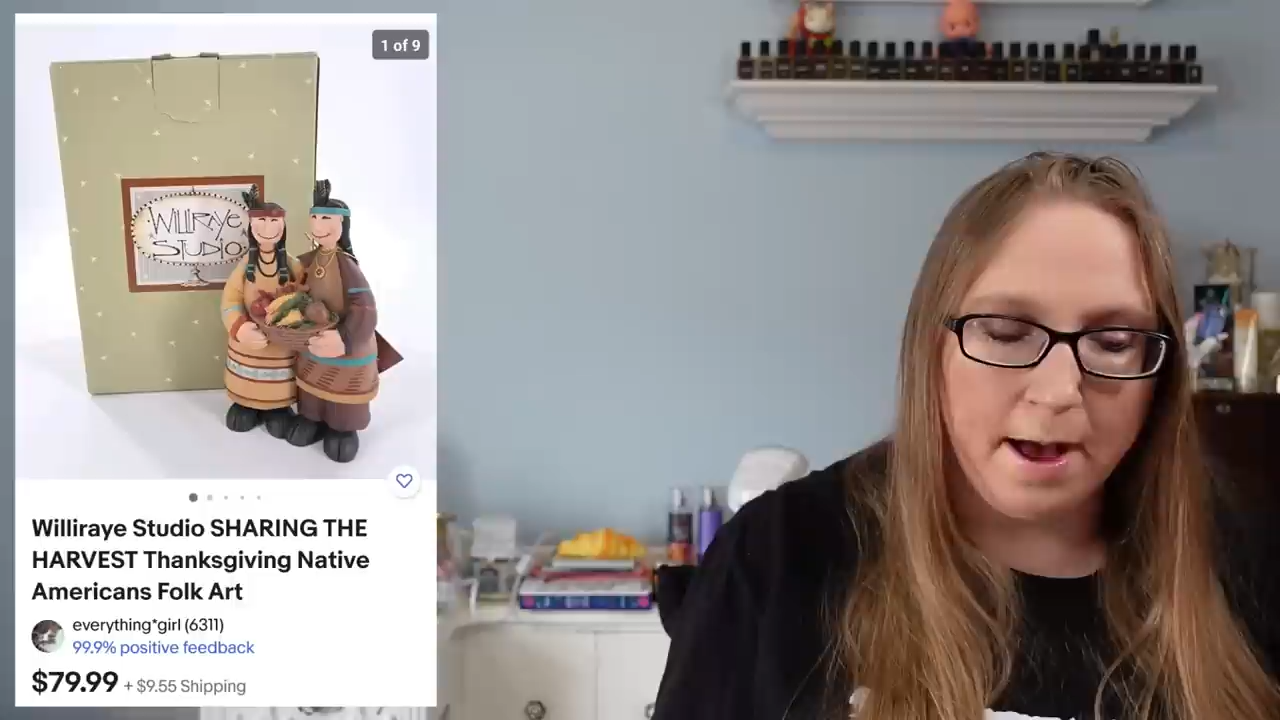 1 of 9
WILLIRAYE
STUDIO
Williraye Studio SHARING THE
HARVEST Thanksgiving Native
Americans Folk Art
everything*girl (6311)
99.9% positive feedback
$79.99 + $9.55 Shipping